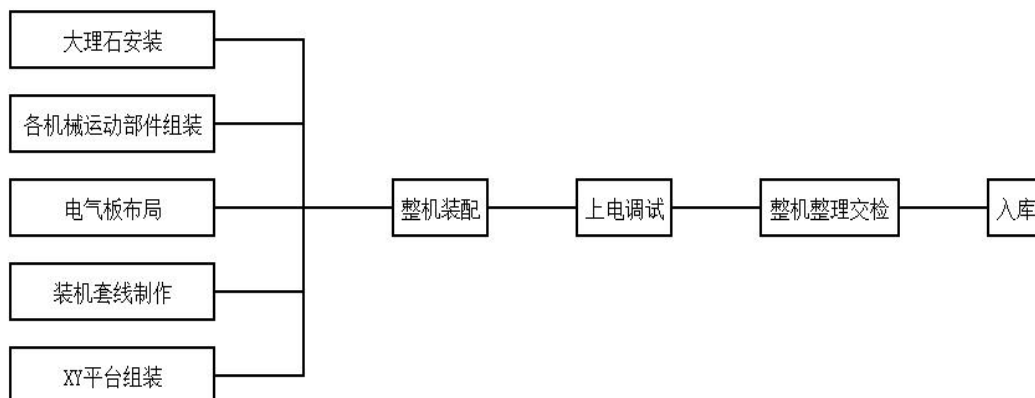 大理石安装
各机械运动部件组装
电气板布局
装机套线制作
XY平台组装
整机装配
上电调试
整机整理交检
入库